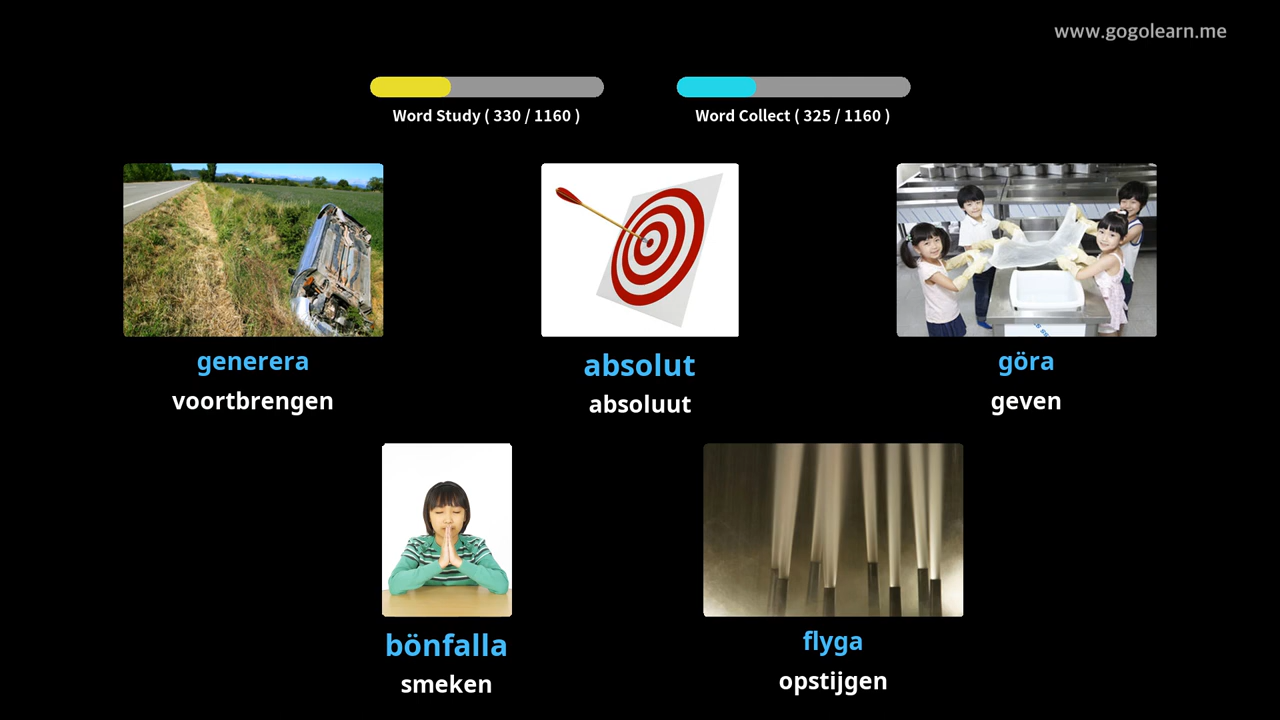 www.gogolearn.me
Word Study ( 330 / 1160 )
Word Collect ( 325 / 1160 )
generera
voortbrengen
absolut
absoluut
göra
geven
bönfalla
smeken
flyga
opstijgen